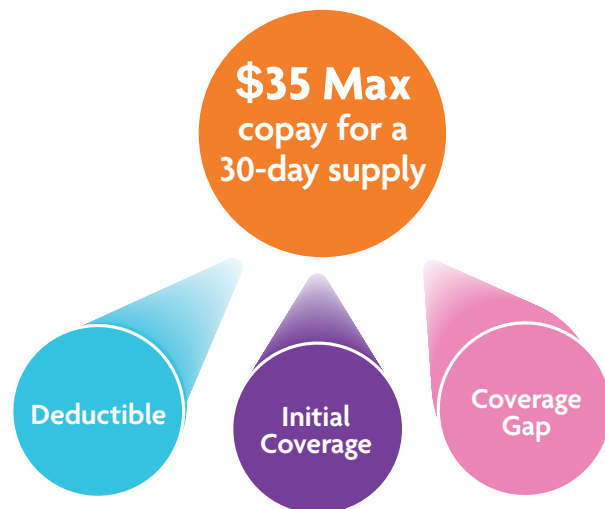 $35 Max
copay for a
30-day supply
Deductible
Initial
Coverage
Coverage
Gap